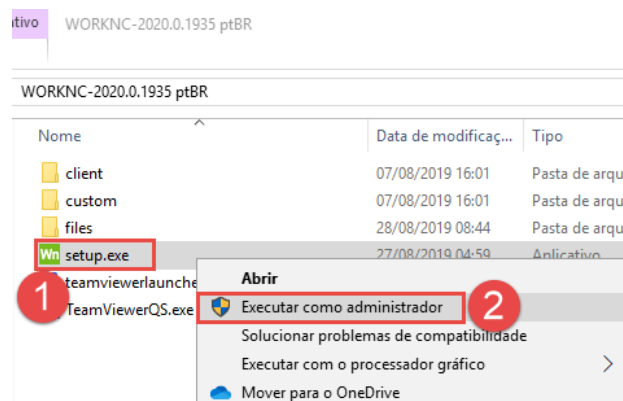 tivo WORKNC-2020.0.1935 ptBR
WORKNC-2020.0.1935 ptBR
Nome Data de modificaç... Tipo
client 07/08/2019 16:01 Pasta de arqu
custom 07/08/2019 16:01 Pasta de arqu
files 28/08/2019 08:44 Pasta de arqu
Wn setup.exe 27/08/2019 04:59 Aplicativo
1 teamviewerlaunche
TeamViewerQS.exe
Abrir
Executar como administrador 2
Solucionar problemas de compatibilidade
Executar com o processador gráfico
Mover para o OneDrive